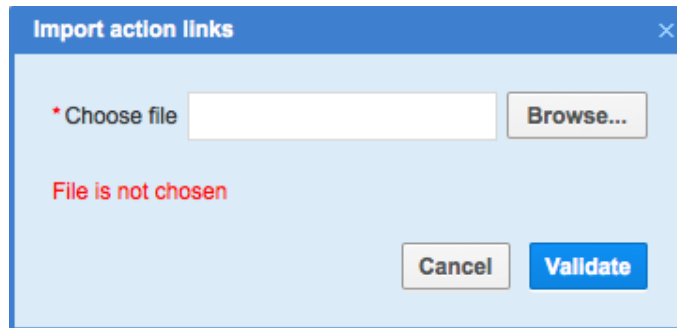 Import action links
* Choose file Browse...
File is not chosen
Cancel Validate